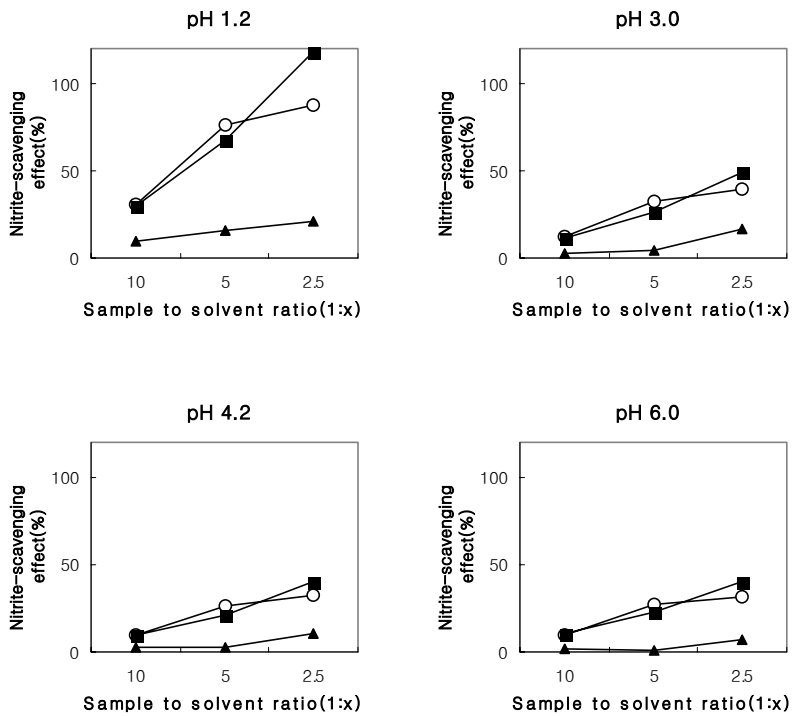 pH 1.2
Nitrite-scavenging
effect(%)
100
50
0
10 5 2.5
Sample to solvent ratio(1:x)
pH 3.0
Nitrite-scavenging
effect(%)
100
50
0
10 5 2.5
Sample to solvent ratio(1:x)
pH 4.2
Nitrite-scavenging
effect(%)
100
50
0
10 5 2.5
Sample to solvent ratio(1:x)
pH 6.0
Nitrite-scavenging
effect(%)
100
50
0
10 5 2.5
Sample to solvent ratio(1:x)